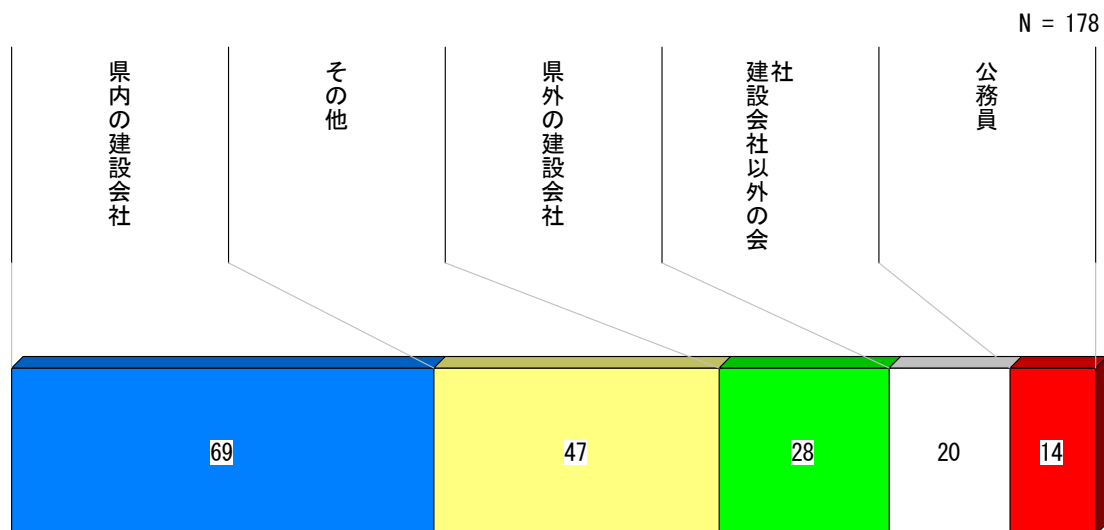 N = 178
県内の建設会社
その他
県外の建設会社
建設会社以外の会
社
公務員
69
47
28
20
14